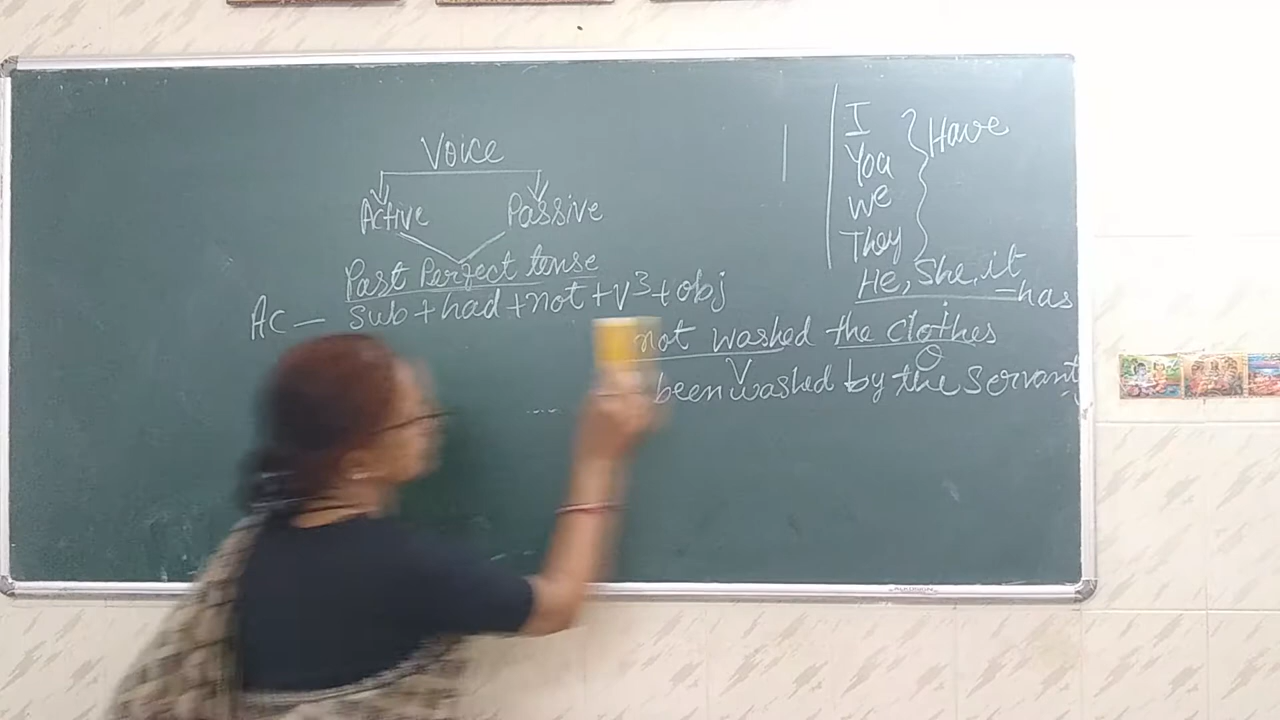 Voice
Active Passive
Past Perfect tense
Ac — Sub + had + not + V3 + obj
not washed the clothes
V O
been washed by the Servant.
I
You
We
They
Have
He, She, it
- has